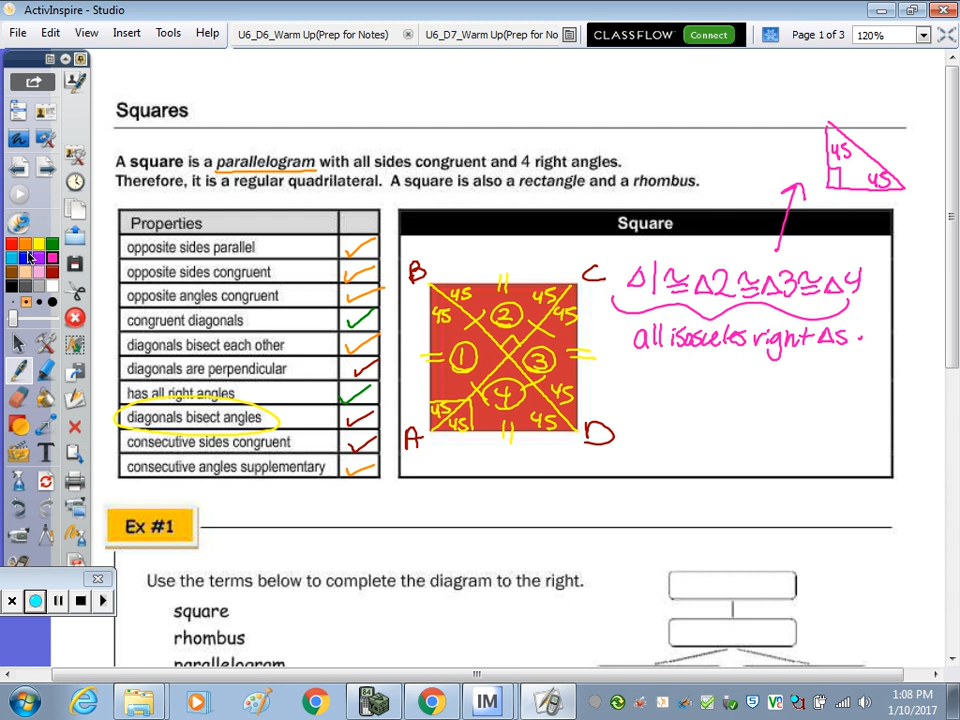 ActivInspire - Studio
File Edit View Insert Tools Help U6_D6_Warm Up(Prep for Notes) U6_D7_Warm Up(Prep for No CLASSFLOW Connect Page 1 of 3 120%
Squares
A square is a parallelogram with all sides congruent and 4 right angles.
Therefore, it is a regular quadrilateral. A square is also a rectangle and a rhombus.
45
45
Properties
opposite sides parallel
opposite sides congruent
opposite angles congruent
congruent diagonals
diagonals bisect each other
diagonals are perpendicular
has all right angles
diagonals bisect angles
consecutive sides congruent
consecutive angles supplementary
Square
B C
45 45
45 2 45
1 3
45 4 45
45 45
A D
Δ1≅Δ2≅Δ3≅Δ4
all isosceles right Δs.
Ex #1
Use the terms below to complete the diagram to the right.
square
rhombus
parallelogram
IM
1:08 PM
1/10/2017